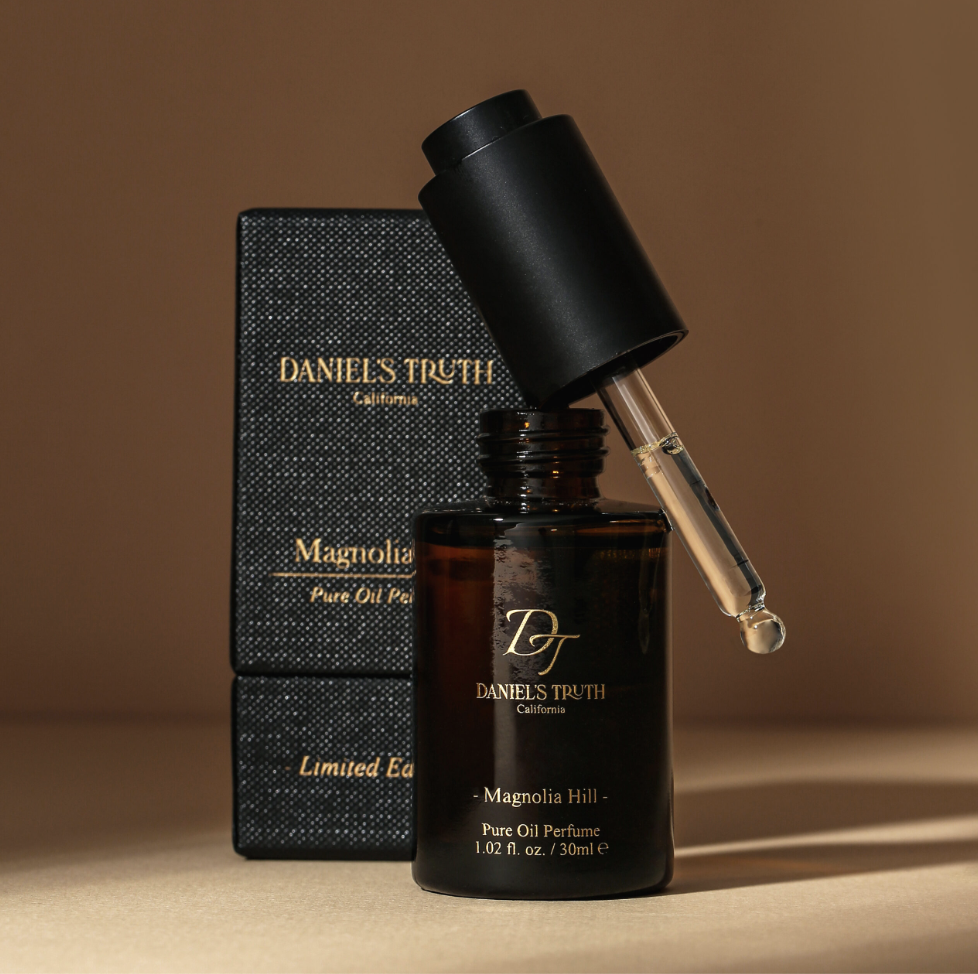 DANIEL'S TRUTH
California
Magnolia
Pure Oil
Limited
DT
DANIEL'S TRUTH
California
- Magnolia Hill -
Pure Oil Perfume
1.02 fl. oz. / 30ml ℮